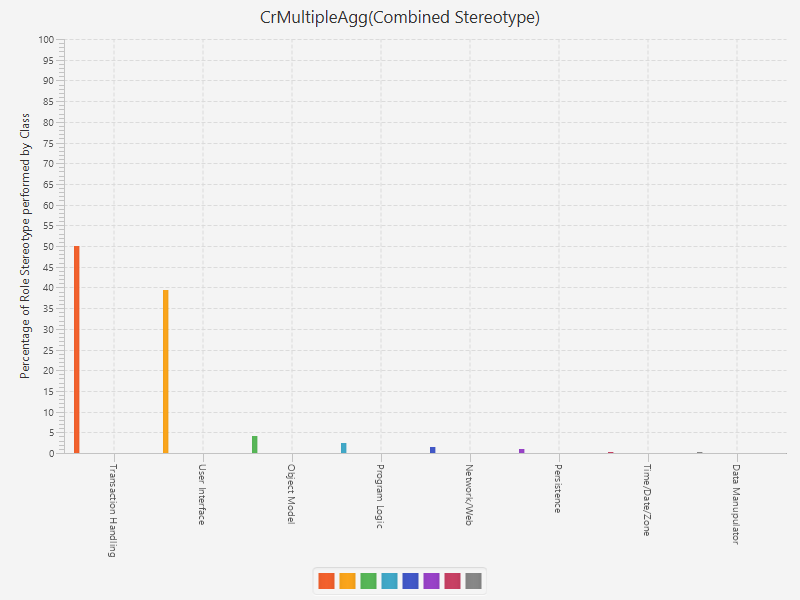 CrMultipleAgg(Combined Stereotype)
Percentage of Role Stereotype performed by Class
100
95
90
85
80
75
70
65
60
55
50
45
40
35
30
25
20
15
10
5
0
Transaction Handling
User Interface
Object Model
Program Logic
Network/Web
Persistence
Time/Date/Zone
Data Manupulator